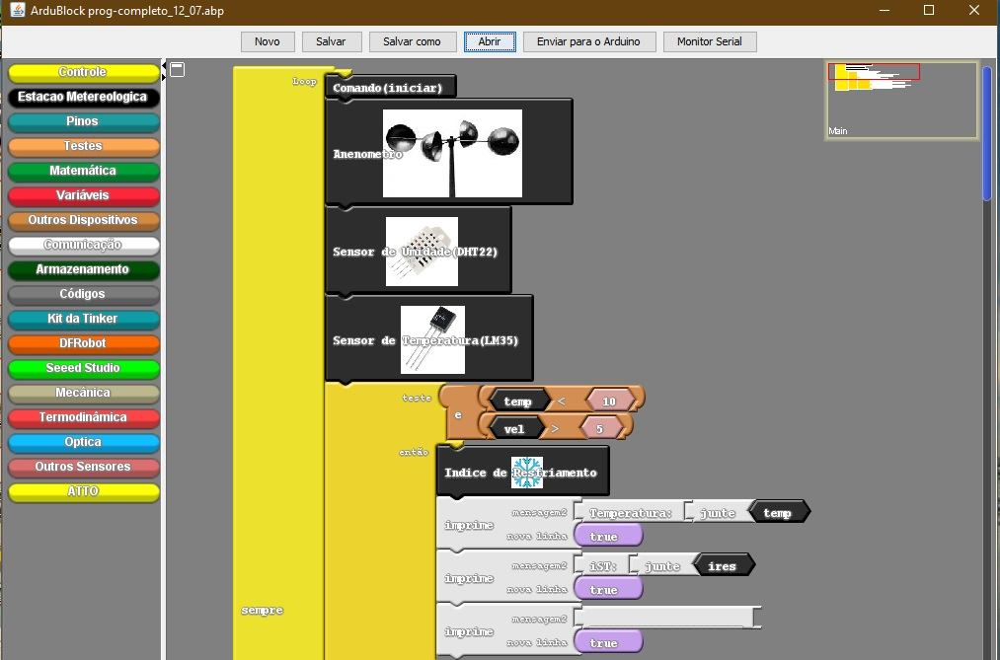 ArduBlock prog-completo_12_07.abp
Novo
Salvar
Salvar como
Abrir
Enviar para o Arduino
Monitor Serial
Controle
Estacao Metereologica
Pinos
Testes
Matemática
Variáveis
Outros Dispositivos
Comunicação
Armazenamento
Códigos
Kit da Tinker
DFRobot
Seeed Studio
Mecânica
Termodinâmica
Optica
Outros Sensores
ATTO
Main
Loop
sempre
Comando(iniciar)
Anenometro
Sensor de Umidade(DHT22)
Sensor de Temperatura(LM35)
teste
e
temp < 10
vel > 5
então
Indice de Resfriamento
imprime
mensagem2 Temperatura: junte temp
nova linha true
imprime
mensagem2 iST: junte ires
nova linha true
imprime
mensagem2
nova linha true